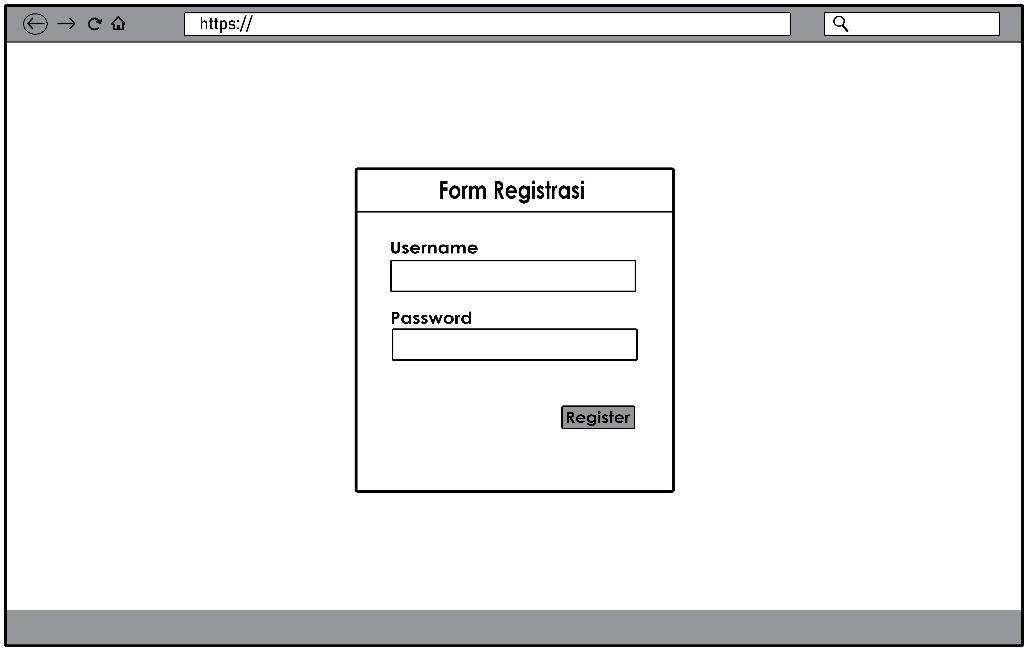 https://
Form Registrasi
Username
Password
Register